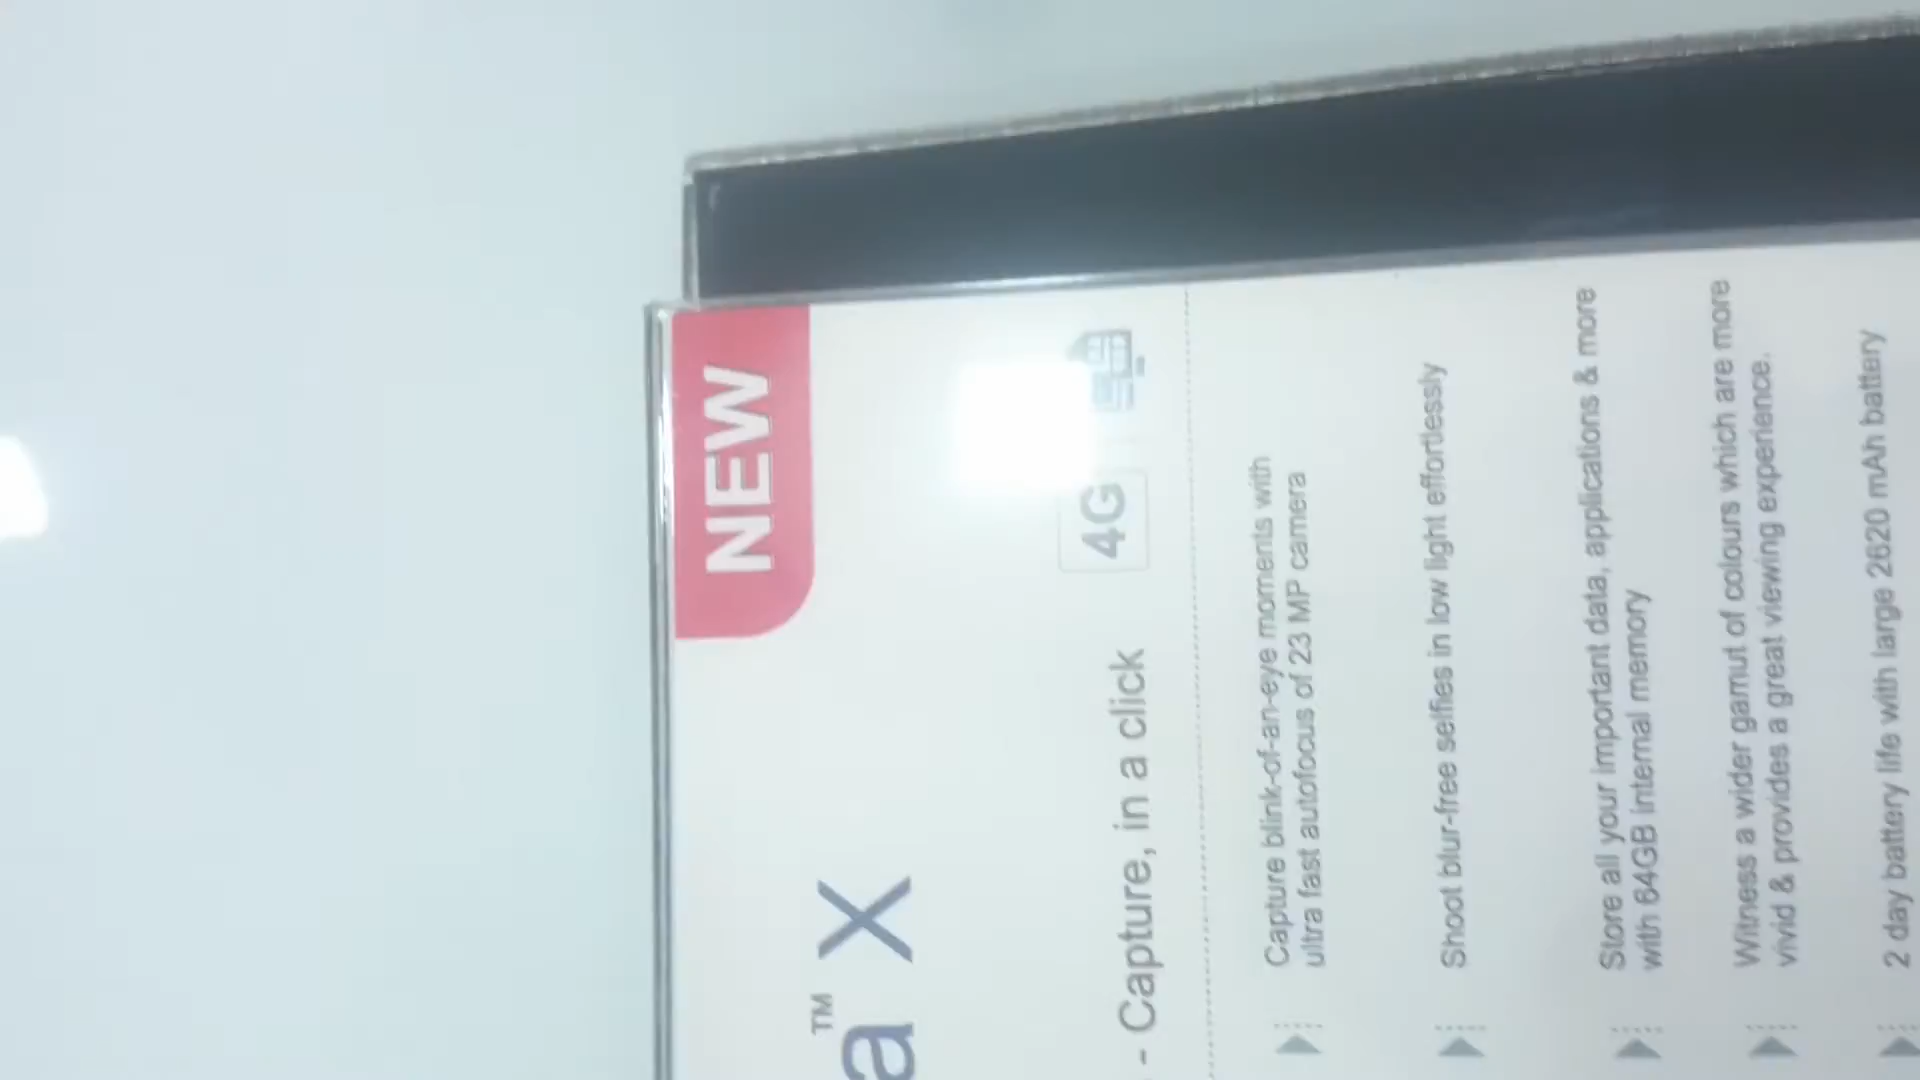 NEW
a™ X
- Capture, in a click
4G
Capture blink-of-an-eye moments with
ultra fast autofocus of 23 MP camera
Shoot blur-free selfies in low light effortlessly
Store all your important data, applications & more
with 64GB internal memory
Witness a wider gamut of colours which are more
vivid & provides a great viewing experience.
2 day battery life with large 2620 mAh battery